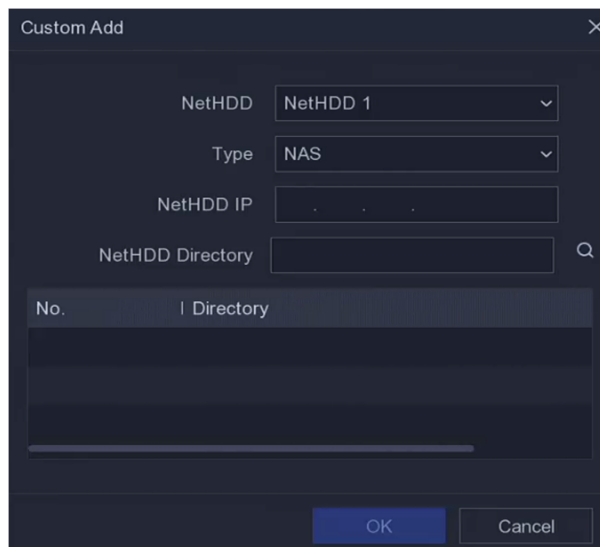 Custom Add
NetHDD NetHDD 1
Type NAS
NetHDD IP . . .
NetHDD Directory
No. Directory
OK Cancel